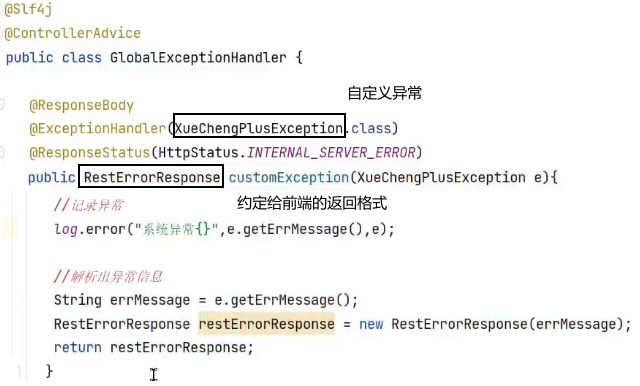 @Slf4j
@ControllerAdvice
public class GlobalExceptionHandler {
自定义异常
@ResponseBody
@ExceptionHandler(XueChengPlusException.class)
@ResponseStatus(HttpStatus.INTERNAL_SERVER_ERROR)
public RestErrorResponse customException(XueChengPlusException e){
//记录异常 约定给前端的返回格式
log.error("系统异常{}",e.getErrMessage(),e);
//解析出异常信息
String errMessage = e.getErrMessage();
RestErrorResponse restErrorResponse = new RestErrorResponse(errMessage);
return restErrorResponse;
}